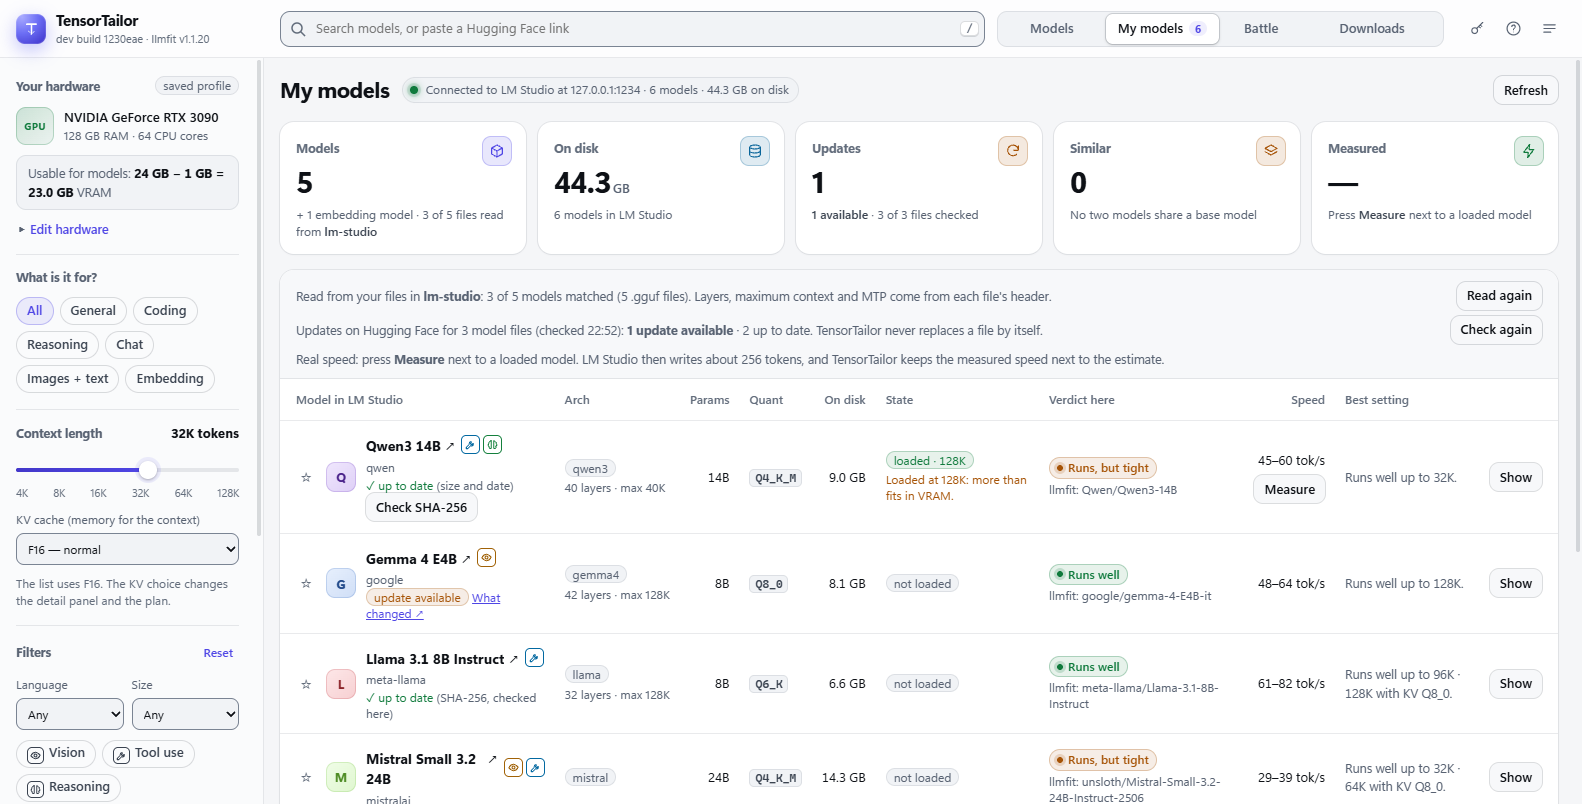 TensorTailor
dev build 1230eae · llmfit v1.1.20
Search models, or paste a Hugging Face link
/
Models
My models 6
Battle
Downloads
Your hardware
saved profile
GPU
NVIDIA GeForce RTX 3090
128 GB RAM · 64 CPU cores
Usable for models: 24 GB − 1 GB =
23.0 GB VRAM
▸ Edit hardware
What is it for?
All
General
Coding
Reasoning
Chat
Images + text
Embedding
Context length
32K tokens
4K 8K 16K 32K 64K 128K
KV cache (memory for the context)
F16 — normal
The list uses F16. The KV choice changes
the detail panel and the plan.
Filters
Reset
Language
Size
Any
Any
Vision
Tool use
Reasoning
My models
Connected to LM Studio at 127.0.0.1:1234 · 6 models · 44.3 GB on disk
Refresh
Models
5
+ 1 embedding model · 3 of 5 files read
from lm-studio
On disk
44.3 GB
6 models in LM Studio
Updates
1
1 available · 3 of 3 files checked
Similar
0
No two models share a base model
Measured
—
Press Measure next to a loaded model
Read from your files in lm-studio: 3 of 5 models matched (5 .gguf files). Layers, maximum context and MTP come from each file's header.
Read again
Updates on Hugging Face for 3 model files (checked 22:52): 1 update available · 2 up to date. TensorTailor never replaces a file by itself.
Check again
Real speed: press Measure next to a loaded model. LM Studio then writes about 256 tokens, and TensorTailor keeps the measured speed next to the estimate.
Model in LM Studio
Arch
Params
Quant
On disk
State
Verdict here
Speed
Best setting
☆
Q
Qwen3 14B ↗
qwen
✓ up to date (size and date)
Check SHA-256
qwen3
40 layers · max 40K
14B
Q4_K_M
9.0 GB
loaded · 128K
Loaded at 128K: more than
fits in VRAM.
Runs, but tight
llmfit: Qwen/Qwen3-14B
45–60 tok/s
Measure
Runs well up to 32K.
Show
☆
G
Gemma 4 E4B ↗
google
update available What
changed ↗
gemma4
42 layers · max 128K
8B
Q8_0
8.1 GB
not loaded
Runs well
llmfit: google/gemma-4-E4B-it
48–64 tok/s
Runs well up to 128K.
Show
☆
L
Llama 3.1 8B Instruct ↗
meta-llama
✓ up to date (SHA-256, checked
here)
llama
32 layers · max 128K
8B
Q6_K
6.6 GB
not loaded
Runs well
llmfit: meta-llama/Llama-3.1-8B-
Instruct
61–82 tok/s
Runs well up to 96K ·
128K with KV Q8_0.
Show
☆
M
Mistral Small 3.2 ↗
24B
mistralai
mistral
24B
Q4_K_M
14.3 GB
not loaded
Runs, but tight
llmfit: unsloth/Mistral-Small-3.2-
24B-Instruct-2506
29–39 tok/s
Runs well up to 32K ·
64K with KV Q8_0.
Show